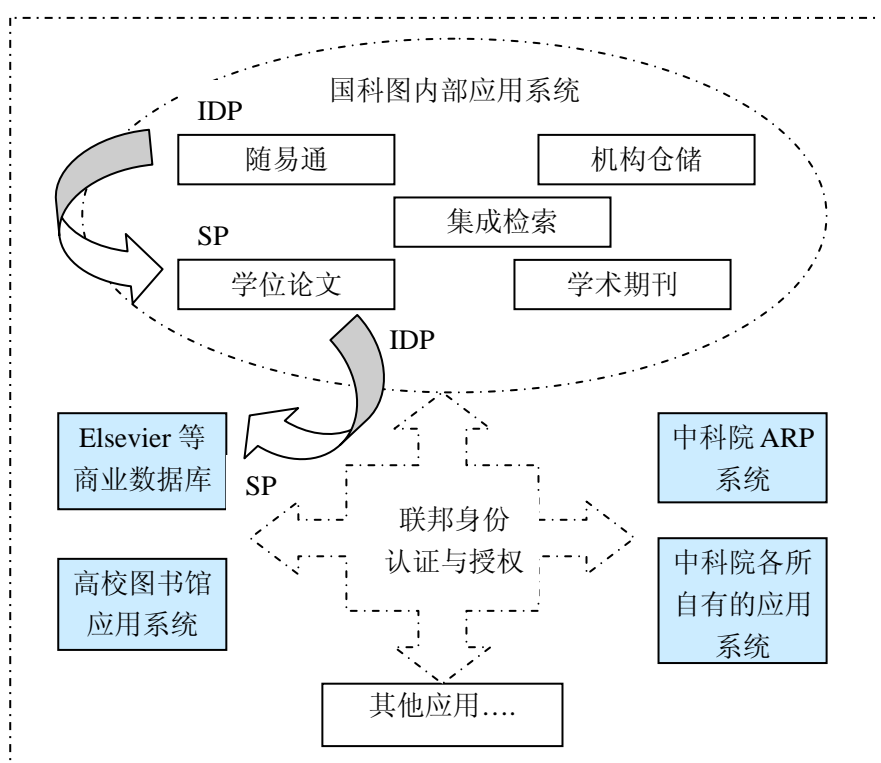 国科图内部应用系统
IDP
随易通
机构仓储
集成检索
SP
学位论文
学术期刊
IDP
Elsevier 等
商业数据库
SP
中科院 ARP
系统
联邦身份
认证与授权
高校图书馆
应用系统
中科院各所
自有的应用
系统
其他应用….